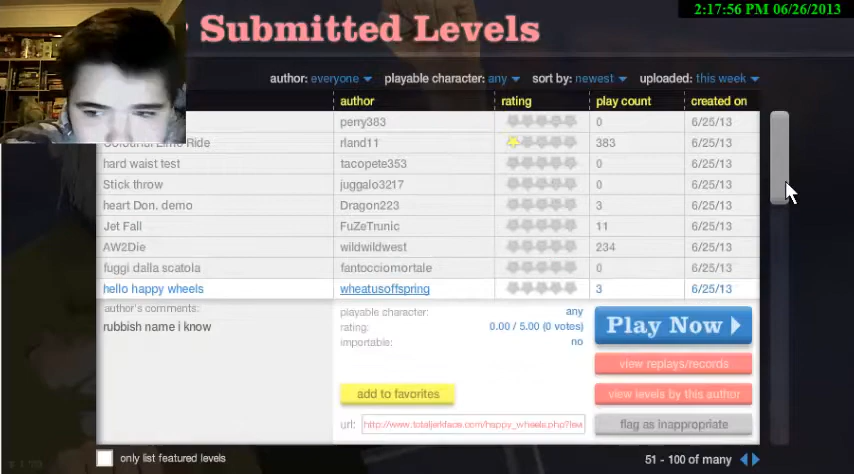 2:17:56 PM 06/26/2013
Submitted Levels
author: everyone playable character: any sort by: newest uploaded: this week
author rating play count created on
perry383 0 6/25/13
Colourful Line Ride rland11 383 6/25/13
hard waist test tacopete353 0 6/25/13
Stick throw juggalo3217 0 6/25/13
heart Don. demo Dragon223 3 6/25/13
Jet Fall FuZeTrunic 11 6/25/13
AW2Die wildwildwest 234 6/25/13
fuggi dalla scatola fantocciomortale 0 6/25/13
hello happy wheels wheatusoffspring 3 6/25/13
author's comments:
rubbish name i know
playable character: any
rating: 0.00 / 5.00 (0 votes)
importable: no
Play Now
view replays/records
add to favorites
view levels by this author
url: http://www.totaljerkface.com/happy_wheels.php?lev
flag as inappropriate
only list featured levels
51 - 100 of many